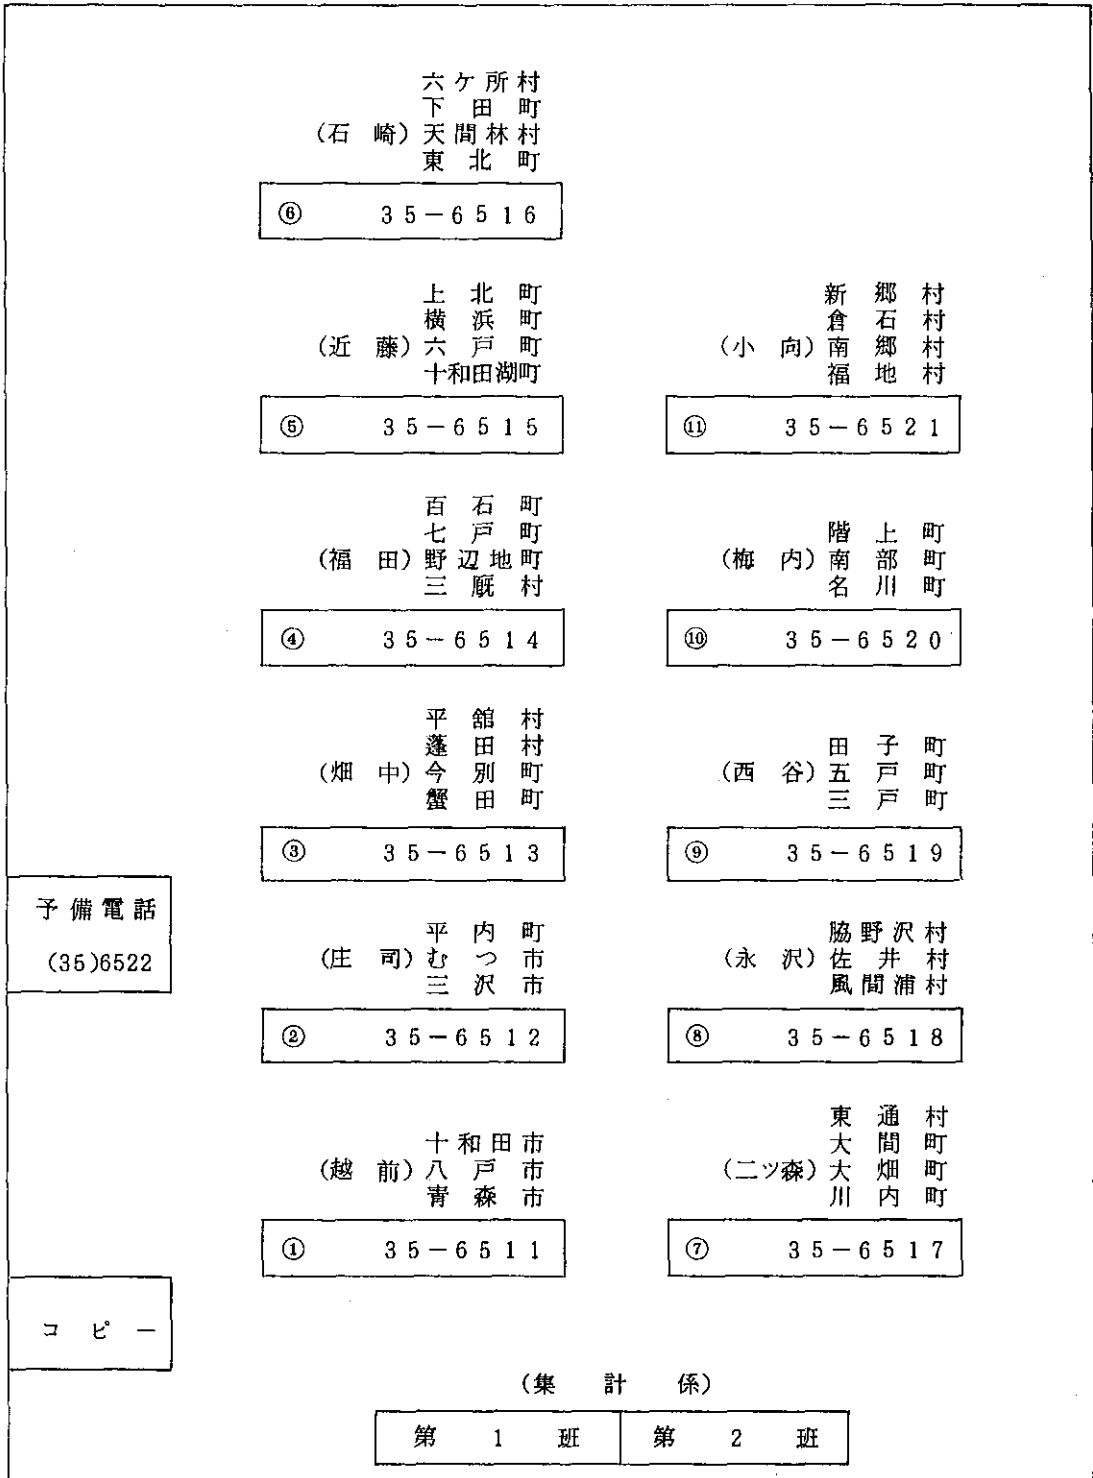 六ケ所村
下田町
(石崎)天間林村
東北町
⑥ 35-6516
上北町
横浜町
(近藤)六戸町
十和田湖町
⑤ 35-6515
新郷村
倉石村
(小向)南郷村
福地村
⑪ 35-6521
百石町
七戸町
(福田)野辺地町
三厩村
④ 35-6514
階上町
(梅内)南部町
名川町
⑩ 35-6520
平舘村
蓬田村
(畑中)今別町
蟹田町
③ 35-6513
田子町
(西谷)五戸町
三戸町
⑨ 35-6519
予備電話
(35)6522
平内町
(庄司)むつ市
三沢市
② 35-6512
脇野沢村
(永沢)佐井村
風間浦村
⑧ 35-6518
十和田市
(越前)八戸市
青森市
① 35-6511
東通村
大間町
(二ツ森)大畑町
川内町
⑦ 35-6517
コピー
(集計係)
第1班 第2班